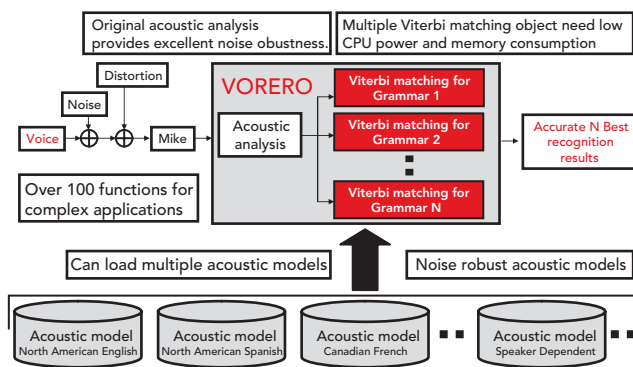 Original acoustic analysis
provides excellent noise obustness.
Multiple Viterbi matching object need low
CPU power and memory consumption
Distortion
Noise
Voice
Mike
VORERO
Acoustic
analysis
Viterbi matching for
Grammar 1
Viterbi matching for
Grammar 2
Viterbi matching for
Grammar N
Accurate N Best
recognition
results
Over 100 functions for
complex applications
Can load multiple acoustic models
Noise robust acoustic models
Acoustic model
North American English
Acoustic model
North American Spanish
Acoustic model
Canadian French
Acoustic model
Speaker Dependent